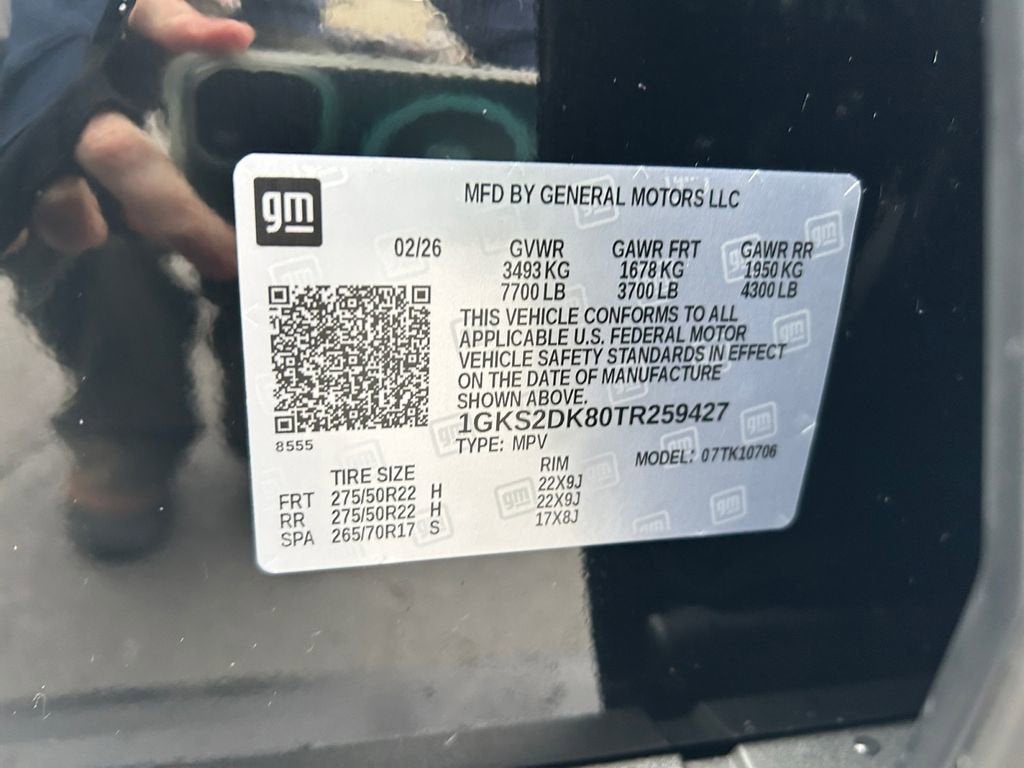 gm
MFD BY GENERAL MOTORS LLC
02/26 GVWR GAWR FRT GAWR RR
3493 KG 1678 KG 1950 KG
7700 LB 3700 LB 4300 LB
THIS VEHICLE CONFORMS TO ALL
APPLICABLE U.S. FEDERAL MOTOR
VEHICLE SAFETY STANDARDS IN EFFECT
ON THE DATE OF MANUFACTURE
SHOWN ABOVE.
1GKS2DK80TR259427
8555
TYPE: MPV MODEL: 07TK10706
TIRE SIZE RIM
FRT 275/50R22 H 22X9J
RR 275/50R22 H 22X9J
SPA 265/70R17 S 17X8J